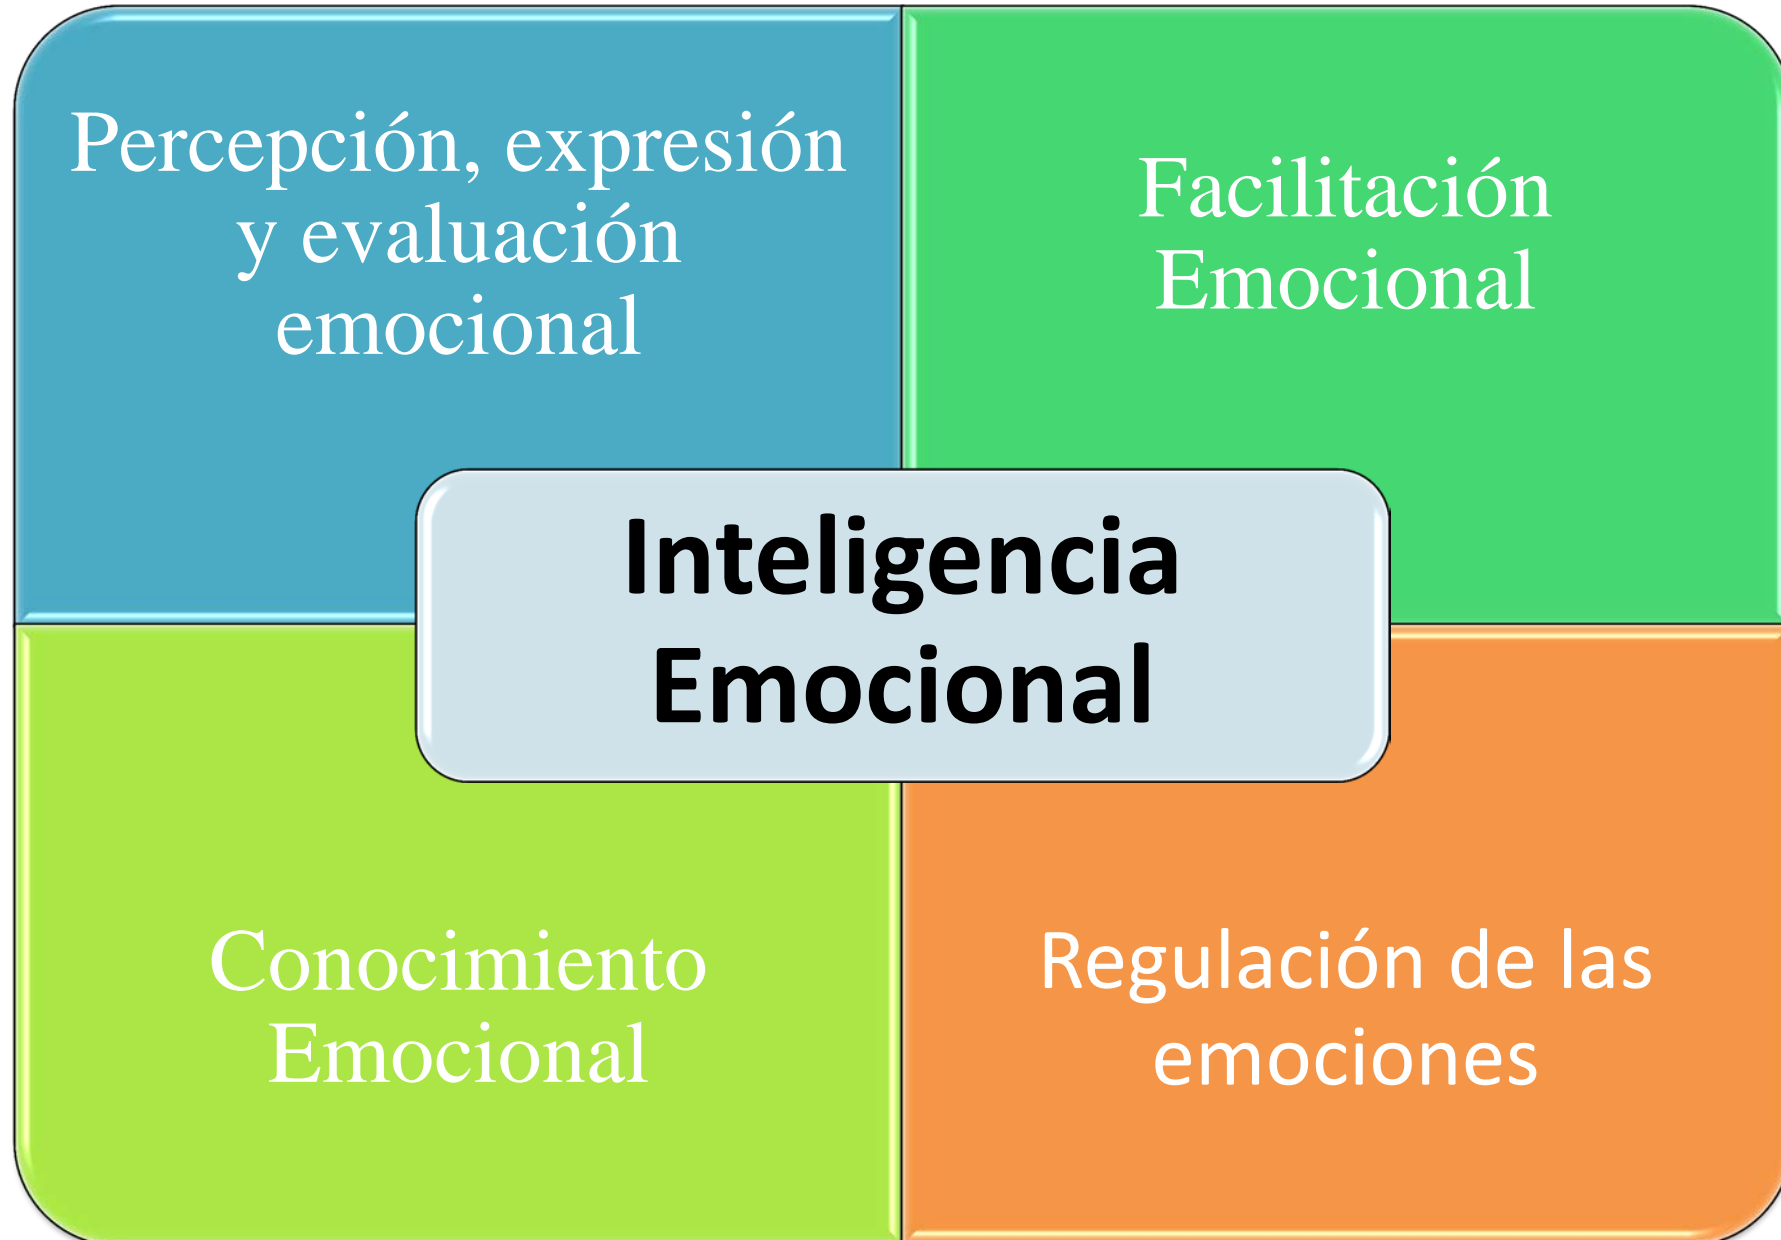 Percepción, expresión
y evaluación
emocional
Facilitación
Emocional
Inteligencia
Emocional
Conocimiento
Emocional
Regulación de las
emociones